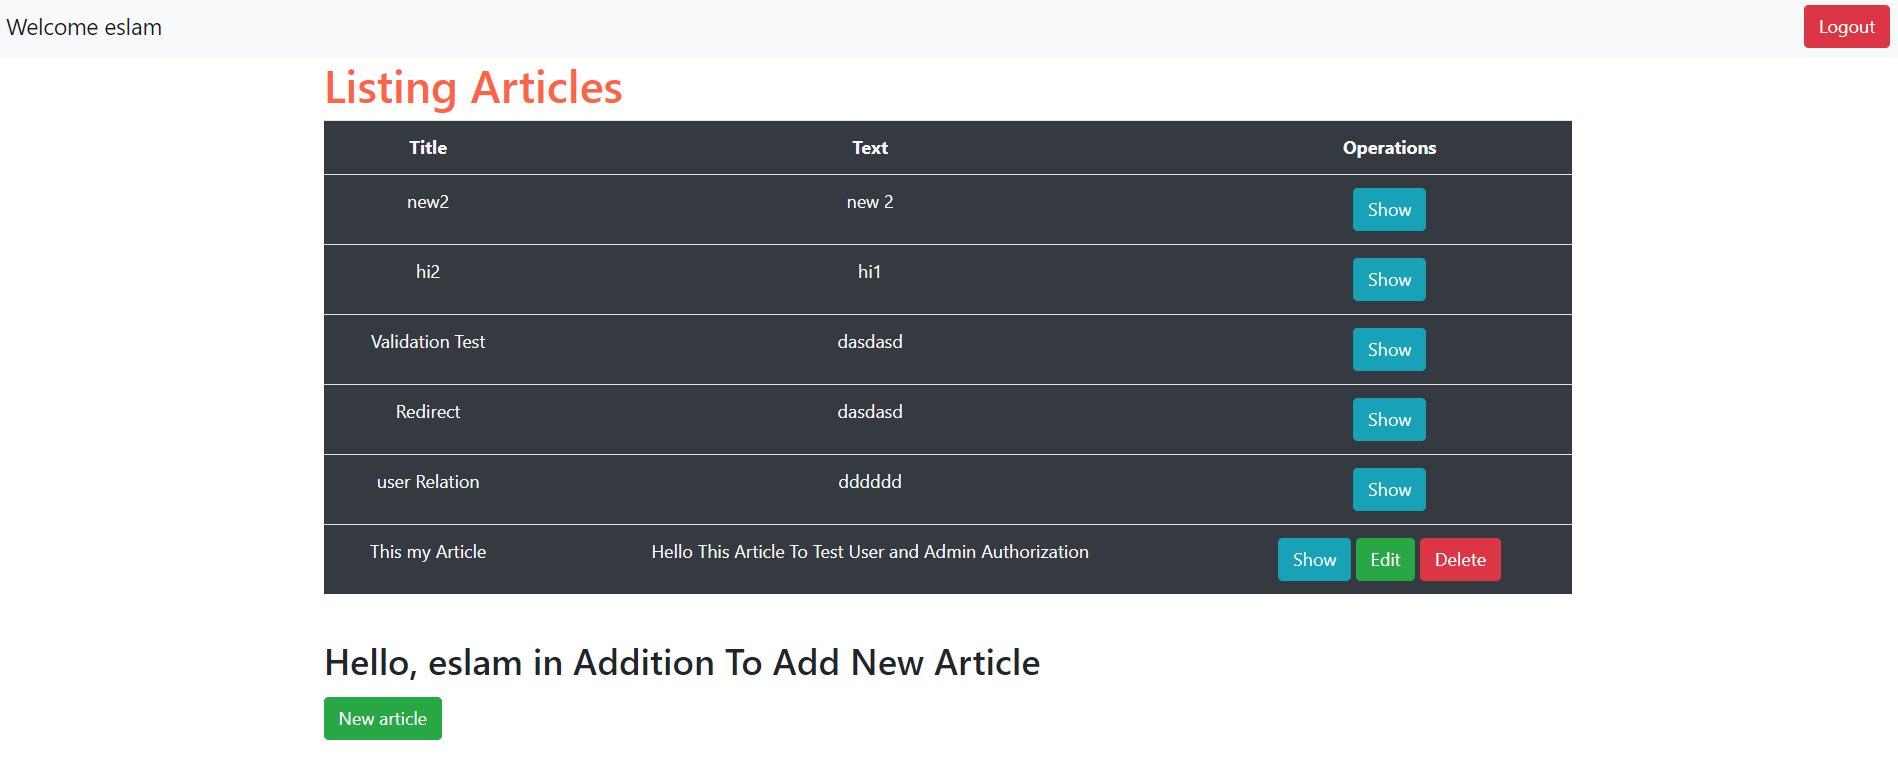 Welcome eslam Logout
Listing Articles
Title Text Operations
new2 new 2 Show
hi2 hi1 Show
Validation Test dasdasd Show
Redirect dasdasd Show
user Relation dddddd Show
This my Article Hello This Article To Test User and Admin Authorization Show Edit Delete
Hello, eslam in Addition To Add New Article
New article